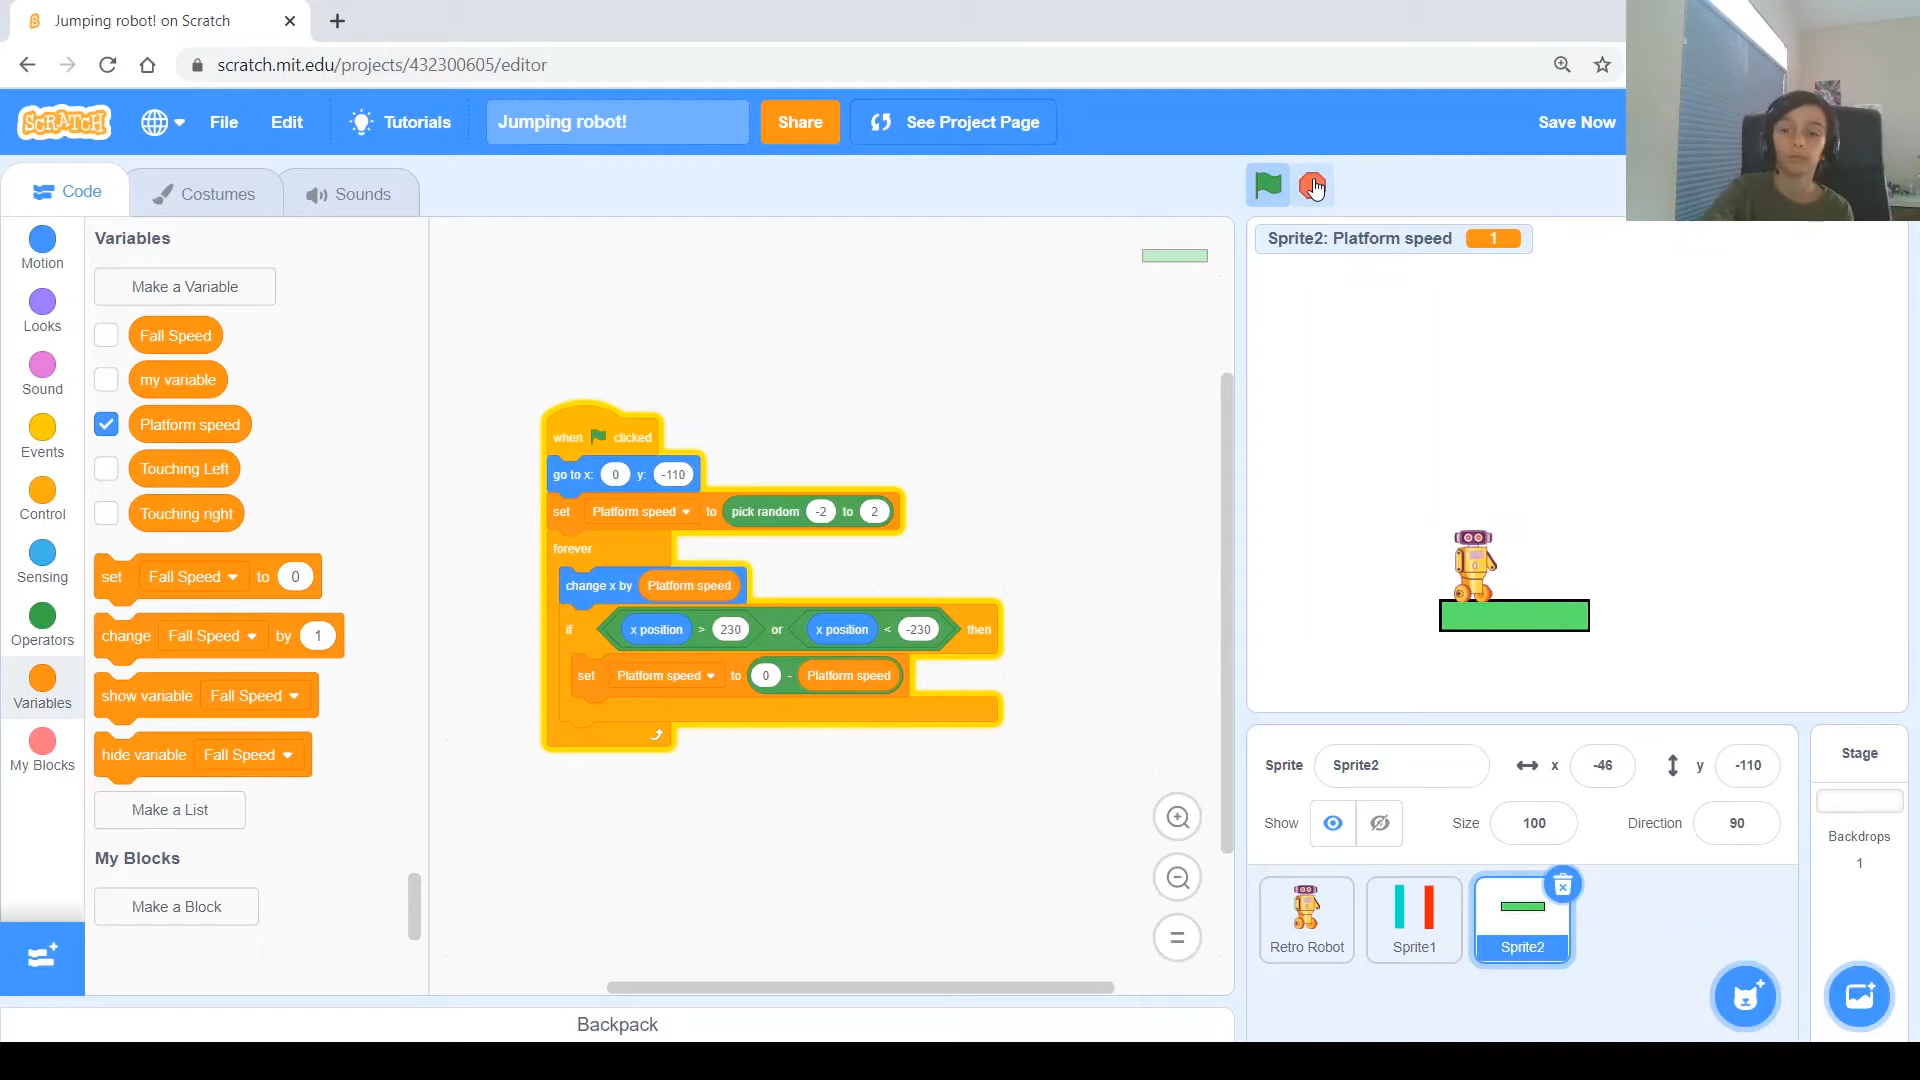 Jumping robot! on Scratch
scratch.mit.edu/projects/432300605/editor
SCRATCH
File
Edit
Tutorials
Jumping robot!
Share
See Project Page
Save Now
Code
Costumes
Sounds
Motion
Looks
Sound
Events
Control
Sensing
Operators
Variables
My Blocks
Variables
Make a Variable
Fall Speed
my variable
Platform speed
Touching Left
Touching right
set Fall Speed to 0
change Fall Speed by 1
show variable Fall Speed
hide variable Fall Speed
Make a List
My Blocks
Make a Block
when clicked
go to x: 0 y: -110
set Platform speed to pick random -2 to 2
forever
change x by Platform speed
if x position > 230 or x position < -230 then
set Platform speed to 0 - Platform speed
Backpack
Sprite2: Platform speed 1
Sprite Sprite2 x -46 y -110
Show Size 100 Direction 90
Retro Robot
Sprite1
Sprite2
Stage
Backdrops
1